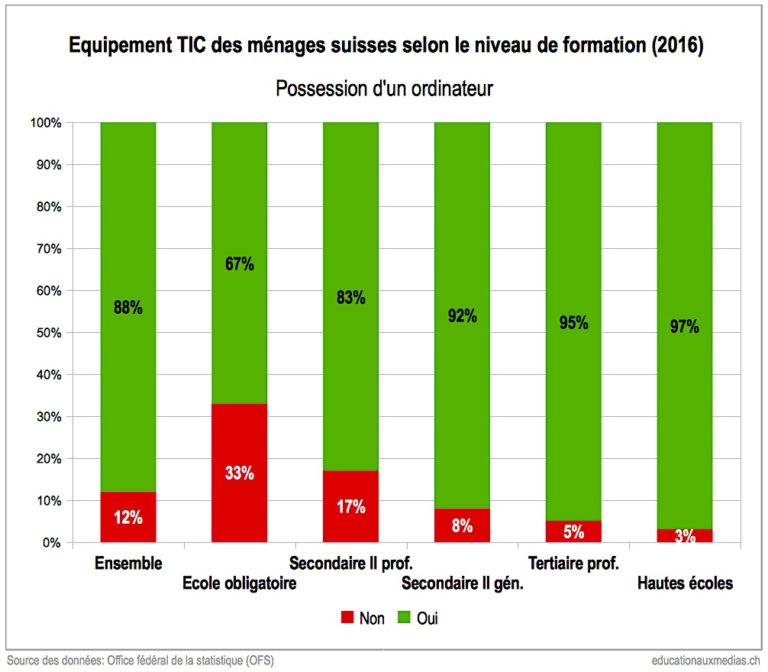 Equipement TIC des ménages suisses selon le niveau de formation (2016)
Possession d'un ordinateur
100%
90%
80%
70%
60%
50%
40%
30%
20%
10%
0%
88%
67%
83%
92%
95%
97%
12%
33%
17%
8%
5%
3%
Ensemble
Ecole obligatoire
Secondaire II prof.
Secondaire II gén.
Tertiaire prof.
Hautes écoles
Non Oui
Source des données: Office fédéral de la statistique (OFS)
educationauxmedias.ch